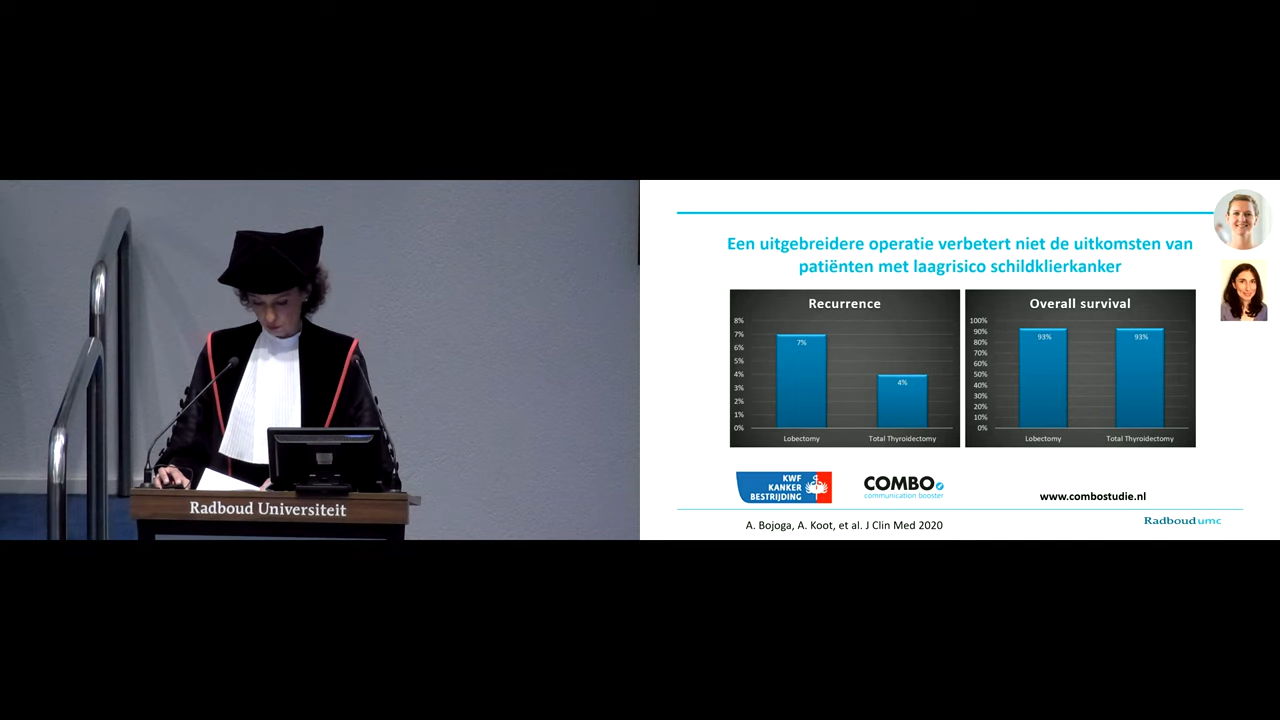 Radboud Universiteit
Een uitgebreidere operatie verbetert niet de uitkomsten van
patiënten met laagrisico schildklierkanker
Recurrence
8%
7%
6%
5%
4%
3%
2%
1%
0%
7%
4%
Lobectomy
Total Thyroidectomy
Overall survival
100%
90%
80%
70%
60%
50%
40%
30%
20%
10%
0%
93%
93%
Lobectomy
Total Thyroidectomy
KWF
KANKER
BESTRIJDING
COMBO
communication booster
www.combostudie.nl
A. Bojoga, A. Koot, et al. J Clin Med 2020
Radboudumc